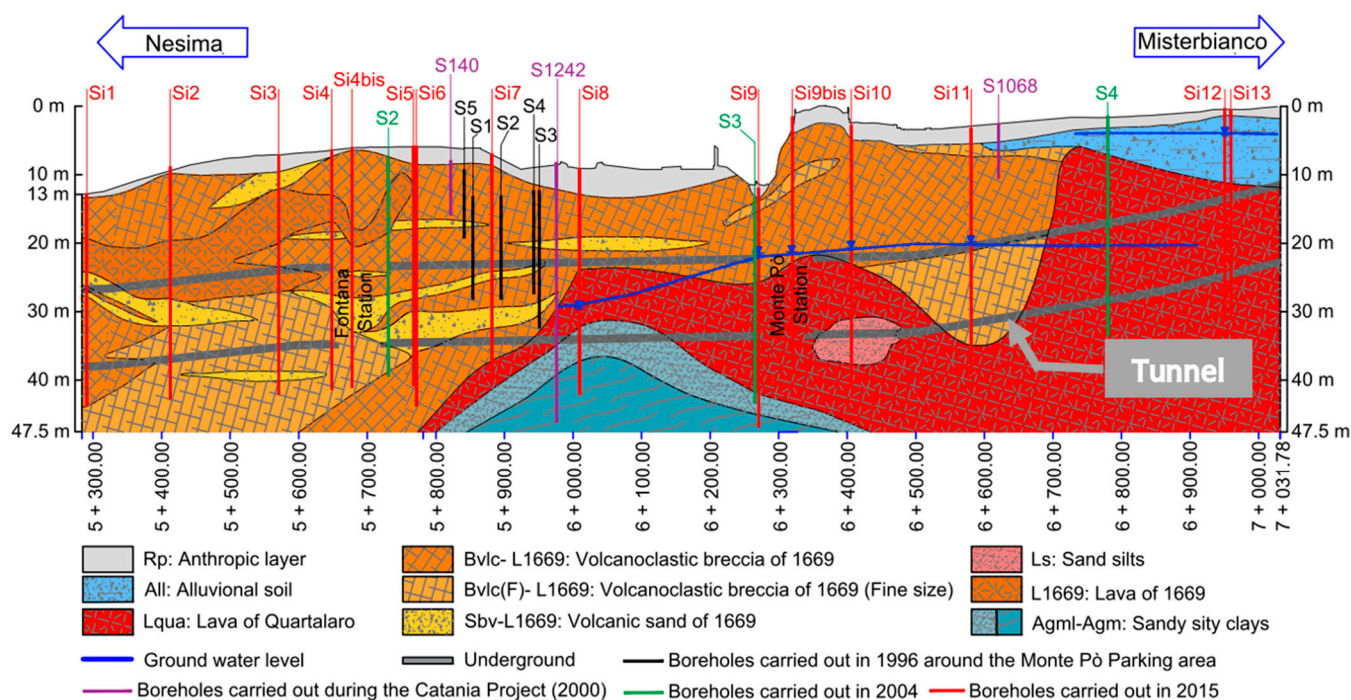 Nesima
Misterbianco
S140
S1242
S1068
Si1
Si2
Si3
Si4
Si4bis
Si5
Si6
Si7
Si8
Si9
Si9bis
Si10
Si11
S4
Si12
Si13
S2
S5
S1
S2
S4
S3
S3
0 m
10 m
13 m
20 m
30 m
40 m
47.5 m
0 m
10 m
20 m
30 m
40 m
47.5 m
Fontana
Station
Monte Pò
Station
Tunnel
5 + 300.00
5 + 400.00
5 + 500.00
5 + 600.00
5 + 700.00
5 + 800.00
5 + 900.00
6 + 000.00
6 + 100.00
6 + 200.00
6 + 300.00
6 + 400.00
6 + 500.00
6 + 600.00
6 + 700.00
6 + 800.00
6 + 900.00
7 + 000.00
7 + 031.78
Rp: Anthropic layer
Bvlc- L1669: Volcanoclastic breccia of 1669
Ls: Sand silts
All: Alluvional soil
Bvlc(F)- L1669: Volcanoclastic breccia of 1669 (Fine size)
L1669: Lava of 1669
Lqua: Lava of Quartalaro
Sbv-L1669: Volcanic sand of 1669
Agml-Agm: Sandy sity clays
Ground water level
Underground
Boreholes carried out in 1996 around the Monte Pò Parking area
Boreholes carried out during the Catania Project (2000)
Boreholes carried out in 2004
Boreholes carried out in 2015